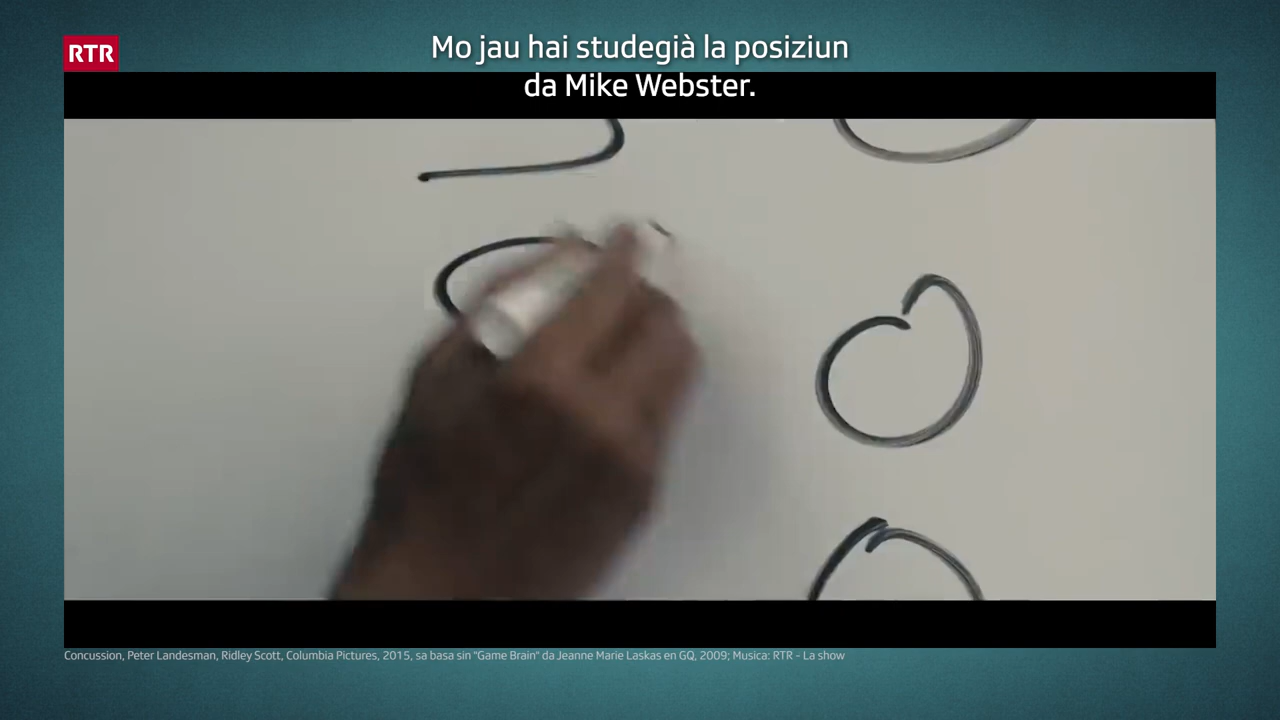 RTR
Mo jau hai studegià la posiziun
da Mike Webster.
Concussion, Peter Landesman, Ridley Scott, Columbia Pictures, 2015, sa basa sin "Game Brain" da Jeanne Marie Laskas en GQ, 2009; Musica: RTR - La show